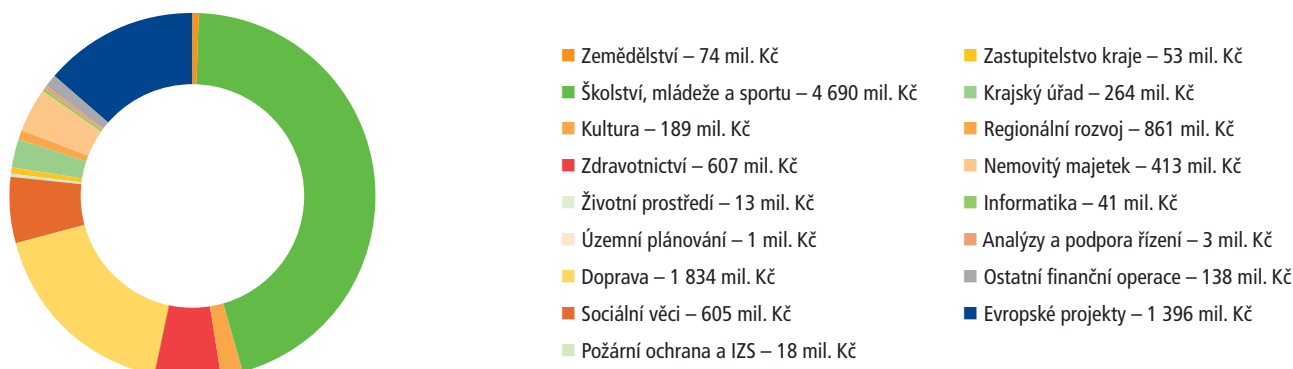 Zemědělství – 74 mil. Kč
Školství, mládeže a sportu – 4 690 mil. Kč
Kultura – 189 mil. Kč
Zdravotnictví – 607 mil. Kč
Životní prostředí – 13 mil. Kč
Územní plánování – 1 mil. Kč
Doprava – 1 834 mil. Kč
Sociální věci – 605 mil. Kč
Požární ochrana a IZS – 18 mil. Kč
Zastupitelstvo kraje – 53 mil. Kč
Krajský úřad – 264 mil. Kč
Regionální rozvoj – 861 mil. Kč
Nemovitý majetek – 413 mil. Kč
Informatika – 41 mil. Kč
Analýzy a podpora řízení – 3 mil. Kč
Ostatní finanční operace – 138 mil. Kč
Evropské projekty – 1 396 mil. Kč